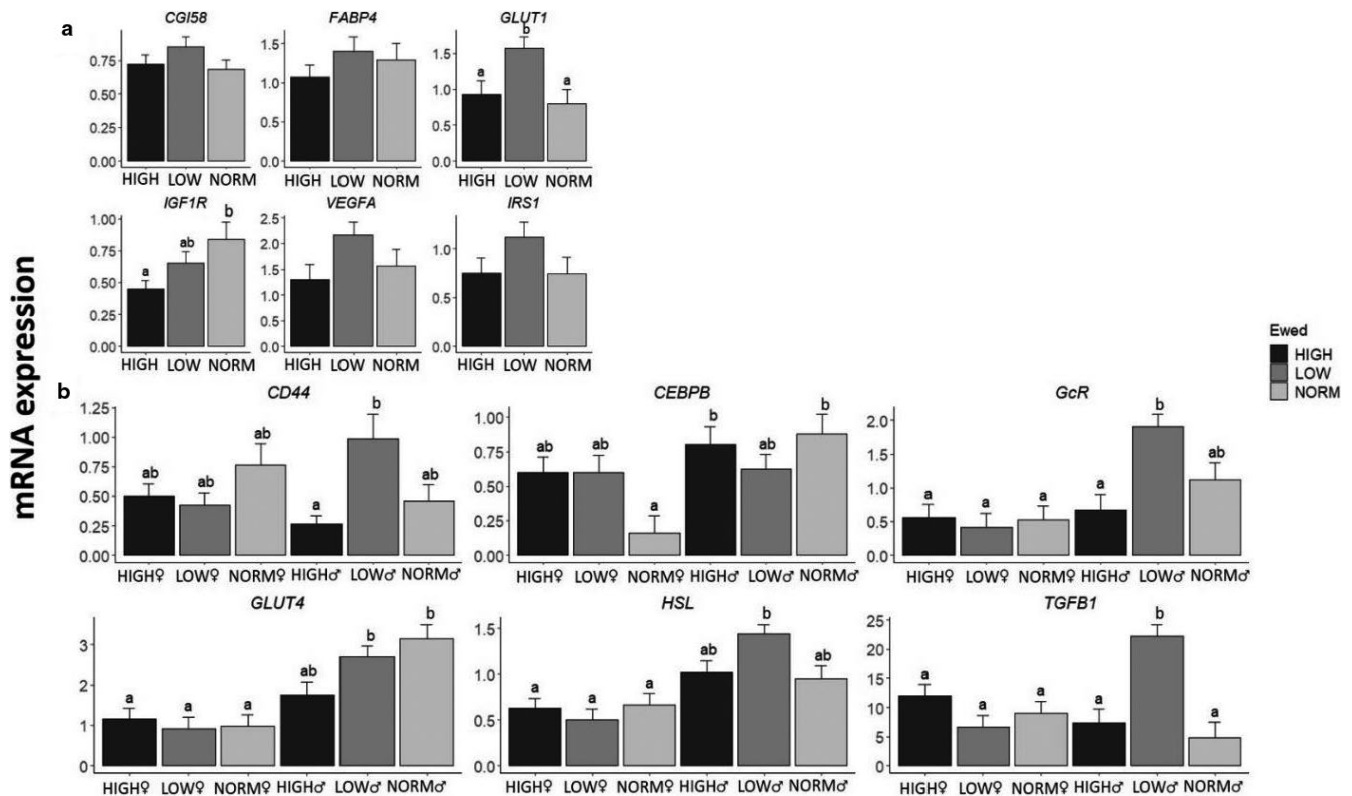 a
CGI58 FABP4 GLUT1
0.75
0.50
0.25
0.00
1.5
1.0
0.5
0.0
1.5
1.0
0.5
0.0
a b a
HIGH LOW NORM HIGH LOW NORM HIGH LOW NORM
IGF1R VEGFA IRS1
1.00
0.75
0.50
0.25
0.00
a ab b
2.5
2.0
1.5
1.0
0.5
0.0
1.0
0.5
0.0
HIGH LOW NORM HIGH LOW NORM HIGH LOW NORM
mRNA expression
Ewed
HIGH
LOW
NORM
b
CD44 CEBPB GcR
1.25
1.00
0.75
0.50
0.25
0.00
ab ab ab a b ab
1.00
0.75
0.50
0.25
0.00
ab ab a b ab b
2.0
1.5
1.0
0.5
0.0
a a a a b ab
HIGH♀ LOW♀ NORM♀ HIGH♂ LOW♂ NORM♂ HIGH♀ LOW♀ NORM♀ HIGH♂ LOW♂ NORM♂ HIGH♀ LOW♀ NORM♀ HIGH♂ LOW♂ NORM♂
GLUT4 HSL TGFB1
3
2
1
0
a a a ab b b
1.5
1.0
0.5
0.0
a a a ab b ab
25
20
15
10
5
0
a a a a b a
HIGH♀ LOW♀ NORM♀ HIGH♂ LOW♂ NORM♂ HIGH♀ LOW♀ NORM♀ HIGH♂ LOW♂ NORM♂ HIGH♀ LOW♀ NORM♀ HIGH♂ LOW♂ NORM♂